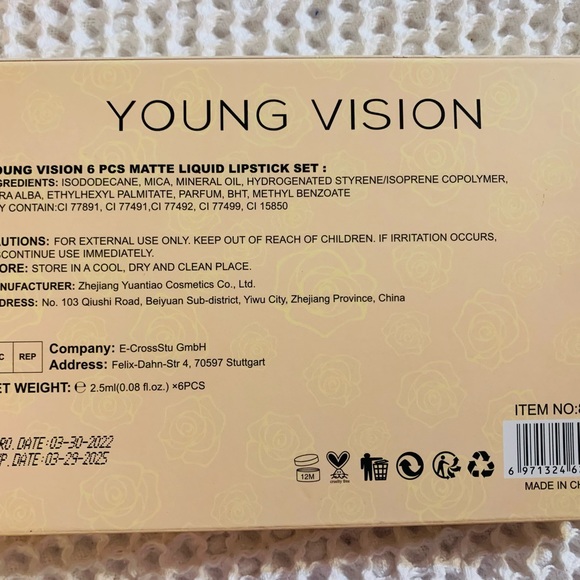 YOUNG VISION
OUNG VISION 6 PCS MATTE LIQUID LIPSTICK SET :
GREDIENTS: ISODODECANE, MICA, MINERAL OIL, HYDROGENATED STYRENE/ISOPRENE COPOLYMER,
RA ALBA, ETHYLHEXYL PALMITATE, PARFUM, BHT, METHYL BENZOATE
Y CONTAIN:CI 77891, CI 77491,CI 77492, CI 77499, CI 15850
UTIONS: FOR EXTERNAL USE ONLY. KEEP OUT OF REACH OF CHILDREN. IF IRRITATION OCCURS,
CONTINUE USE IMMEDIATELY.
ORE: STORE IN A COOL, DRY AND CLEAN PLACE.
NUFACTURER: Zhejiang Yuantiao Cosmetics Co., Ltd.
DRESS: No. 103 Qiushi Road, Beiyuan Sub-district, Yiwu City, Zhejiang Province, China
C REP
Company: E-CrossStu GmbH
Address: Felix-Dahn-Str 4, 70597 Stuttgart
ET WEIGHT: ℮ 2.5ml(0.08 fl.oz.) ×6PCS
RO.DATE:03-30-2022
P.DATE:03-29-2025
12M
cruelty free
ITEM NO:8
6 971324 6
MADE IN CH